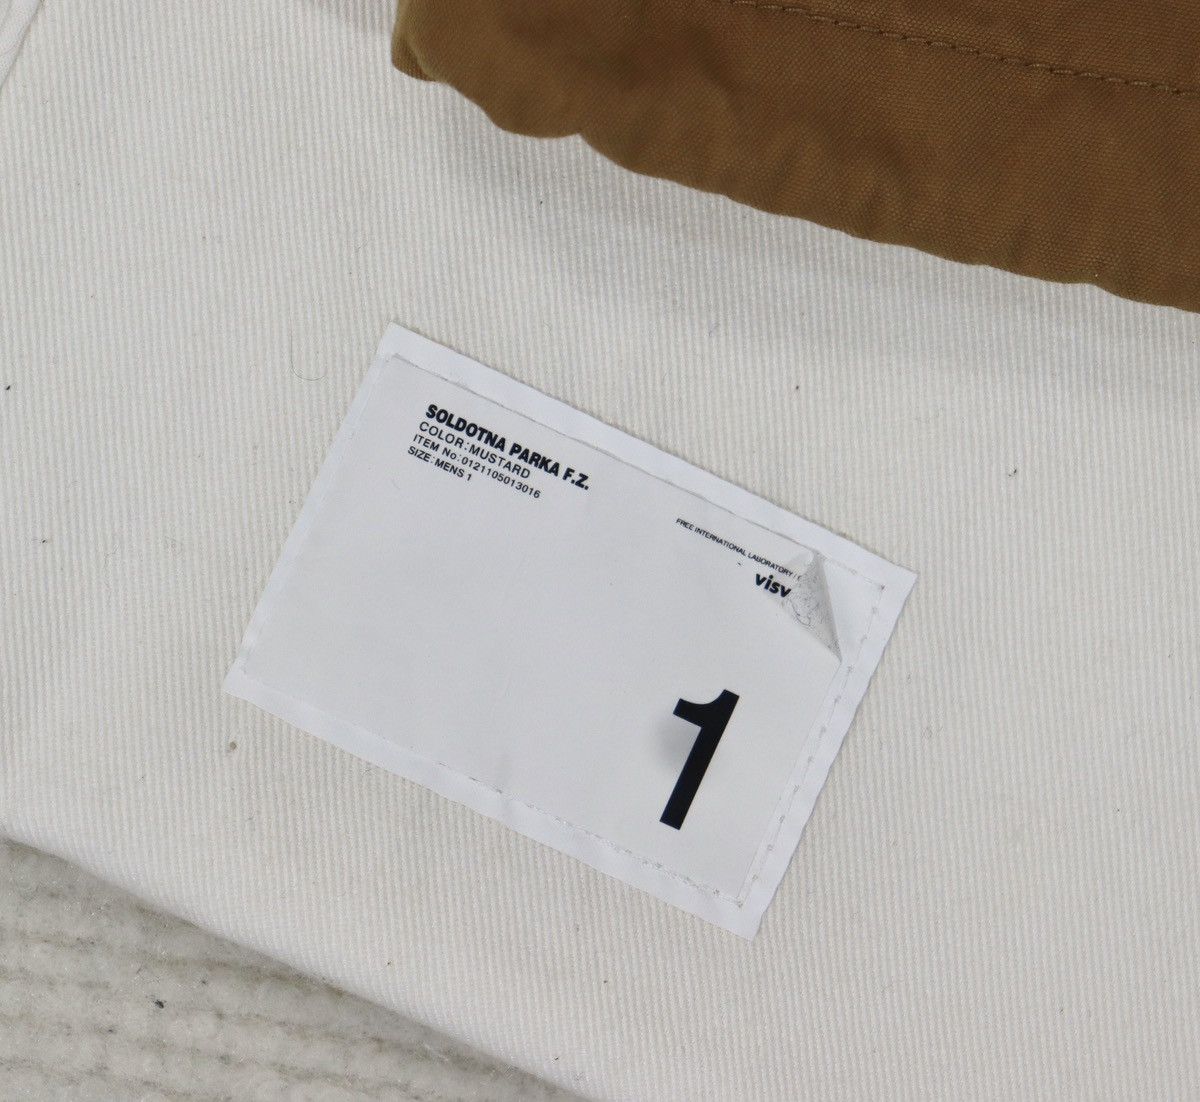 SOLDOTNA PARKA F.Z.
COLOR:MUSTARD
ITEM No:0121105013016
SIZE:MENS 1
FREE INTERNATIONAL LABORATORY
visv
1